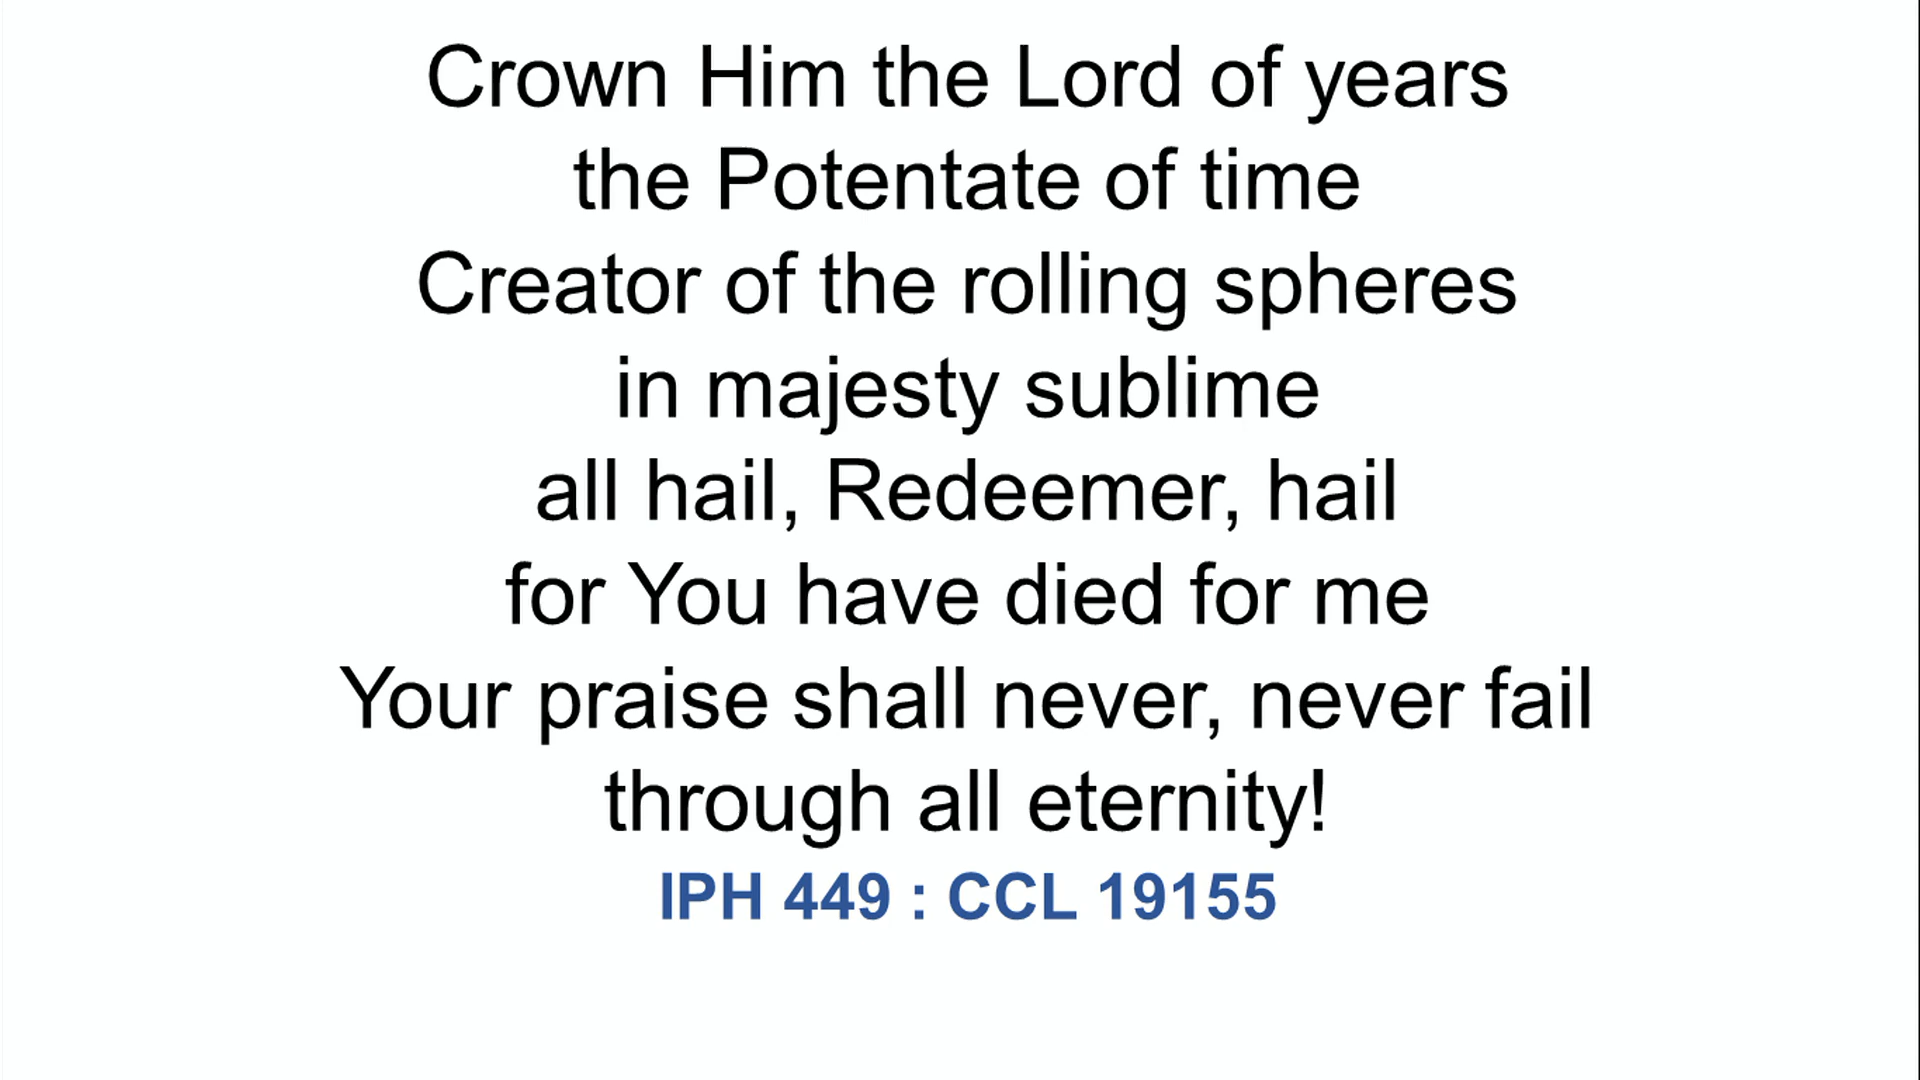 Crown Him the Lord of years
the Potentate of time
Creator of the rolling spheres
in majesty sublime
all hail, Redeemer, hail
for You have died for me
Your praise shall never, never fail
through all eternity!
IPH 449 : CCL 19155